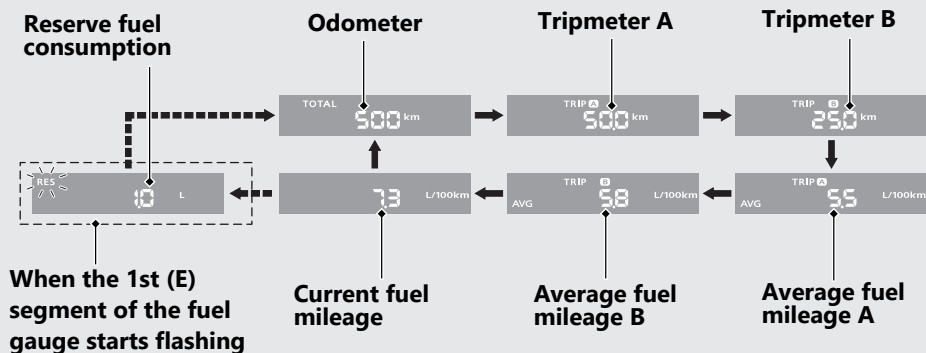 Reserve fuel
consumption
Odometer
Tripmeter A
Tripmeter B
TOTAL
500 km
TRIP A
50.0 km
TRIP B
25.0 km
RES
1.0 L
7.3 L/100km
TRIP B
AVG 5.8 L/100km
TRIP A
AVG 5.5 L/100km
When the 1st (E)
segment of the fuel
gauge starts flashing
Current fuel
mileage
Average fuel
mileage B
Average fuel
mileage A